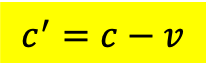 c′ = c − v